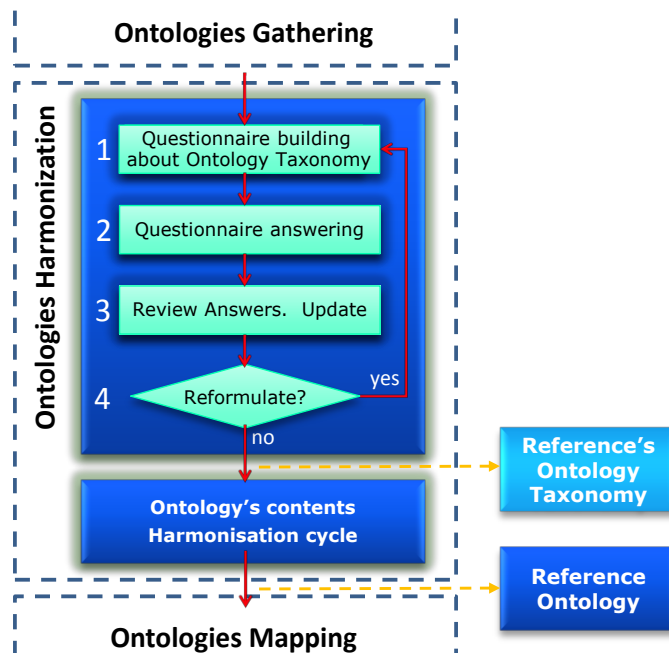 Ontologies Gathering
Ontologies Harmonization
1
Questionnaire building
about Ontology Taxonomy
2
Questionnaire answering
3
Review Answers. Update
4
Reformulate?
yes
no
Reference's
Ontology
Taxonomy
Ontology's contents
Harmonisation cycle
Reference
Ontology
Ontologies Mapping